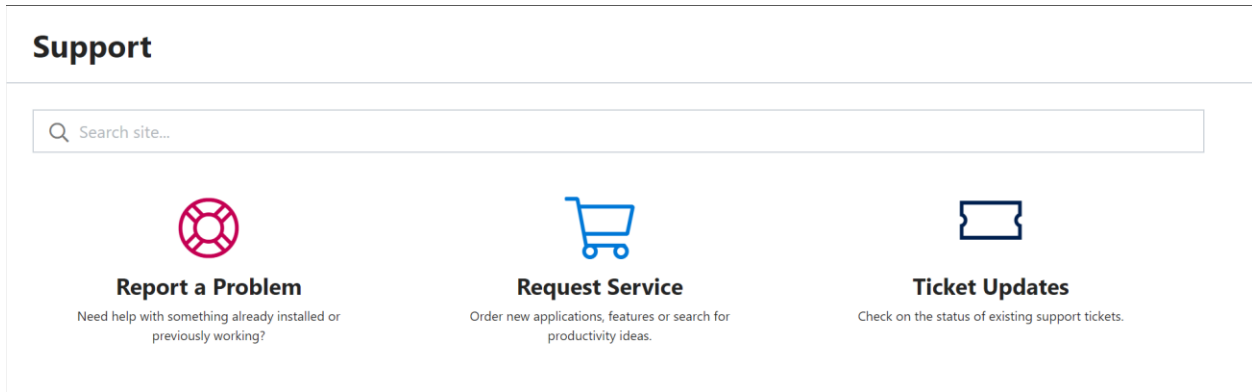 Support
Search site...
Report a Problem
Need help with something already installed or
previously working?
Request Service
Order new applications, features or search for
productivity ideas.
Ticket Updates
Check on the status of existing support tickets.